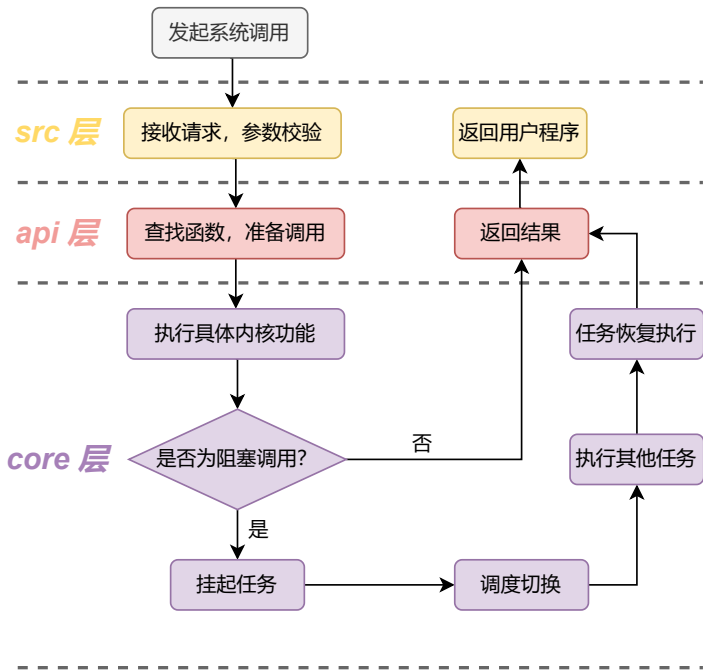 发起系统调用
src 层
接收请求，参数校验
返回用户程序
api 层
查找函数，准备调用
返回结果
执行具体内核功能
任务恢复执行
core 层
是否为阻塞调用？
否
执行其他任务
是
挂起任务
调度切换